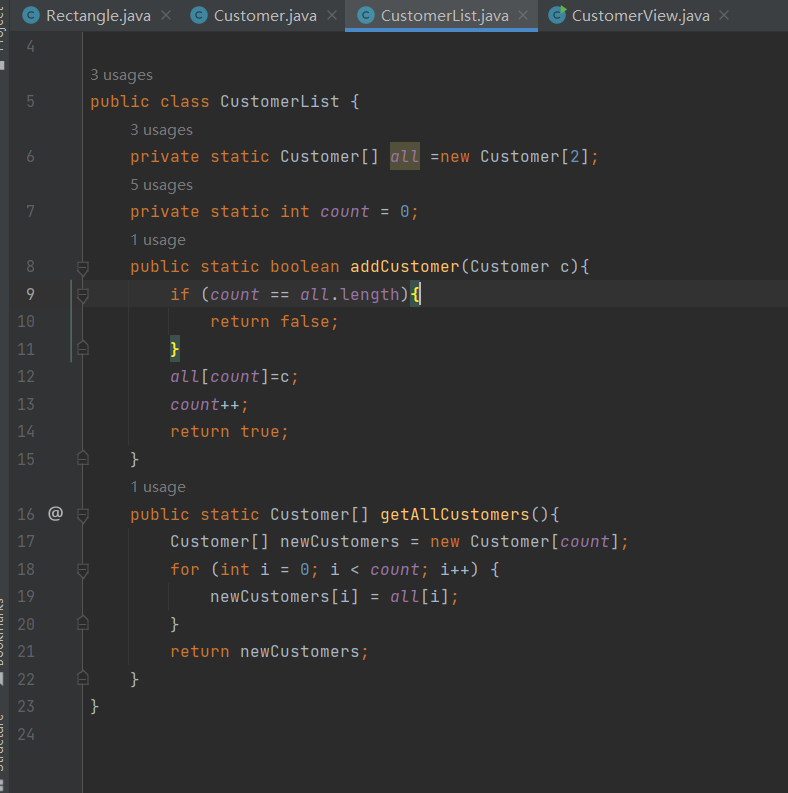 Rectangle.java Customer.java CustomerList.java CustomerView.java
4
3 usages
5 public class CustomerList {
3 usages
6 private static Customer[] all =new Customer[2];
5 usages
7 private static int count = 0;
1 usage
8 public static boolean addCustomer(Customer c){
9 if (count == all.length){
10 return false;
11 }
12 all[count]=c;
13 count++;
14 return true;
15 }
1 usage
16 @ public static Customer[] getAllCustomers(){
17 Customer[] newCustomers = new Customer[count];
18 for (int i = 0; i < count; i++) {
19 newCustomers[i] = all[i];
20 }
21 return newCustomers;
22 }
23 }
24